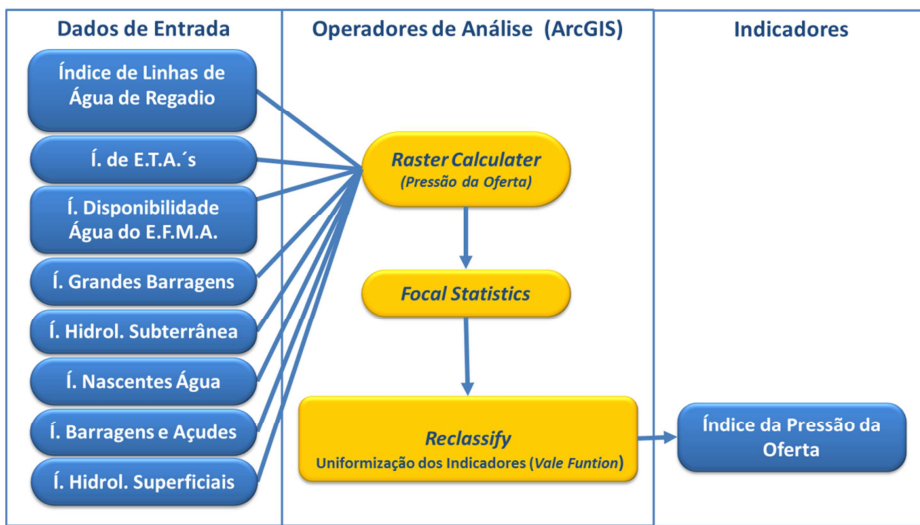 Dados de Entrada
Índice de Linhas de
Água de Regadio
Í. de E.T.A.´s
Í. Disponibilidade
Água do E.F.M.A.
Í. Grandes Barragens
Í. Hidrol. Subterrânea
Í. Nascentes Água
Í. Barragens e Açudes
Í. Hidrol. Superficiais
Operadores de Análise (ArcGIS)
Raster Calculater
(Pressão da Oferta)
Focal Statistics
Reclassify
Uniformização dos Indicadores (Vale Funtion)
Indicadores
Índice da Pressão da
Oferta